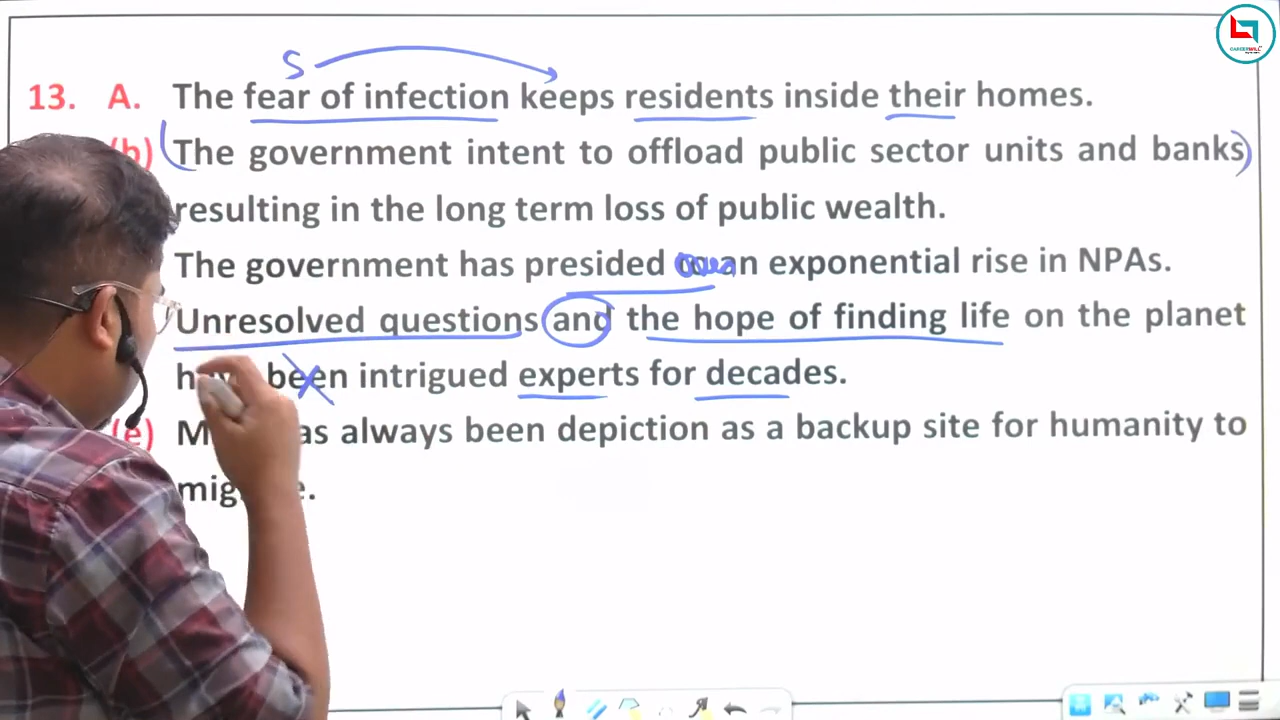 S
13. A. The fear of infection keeps residents inside their homes.
(b) The government intent to offload public sector units and banks
resulting in the long term loss of public wealth.
The government has presided over an exponential rise in NPAs.
Unresolved questions and the hope of finding life on the planet
been intrigued experts for decades.
(e) always been depiction as a backup site for humanity to